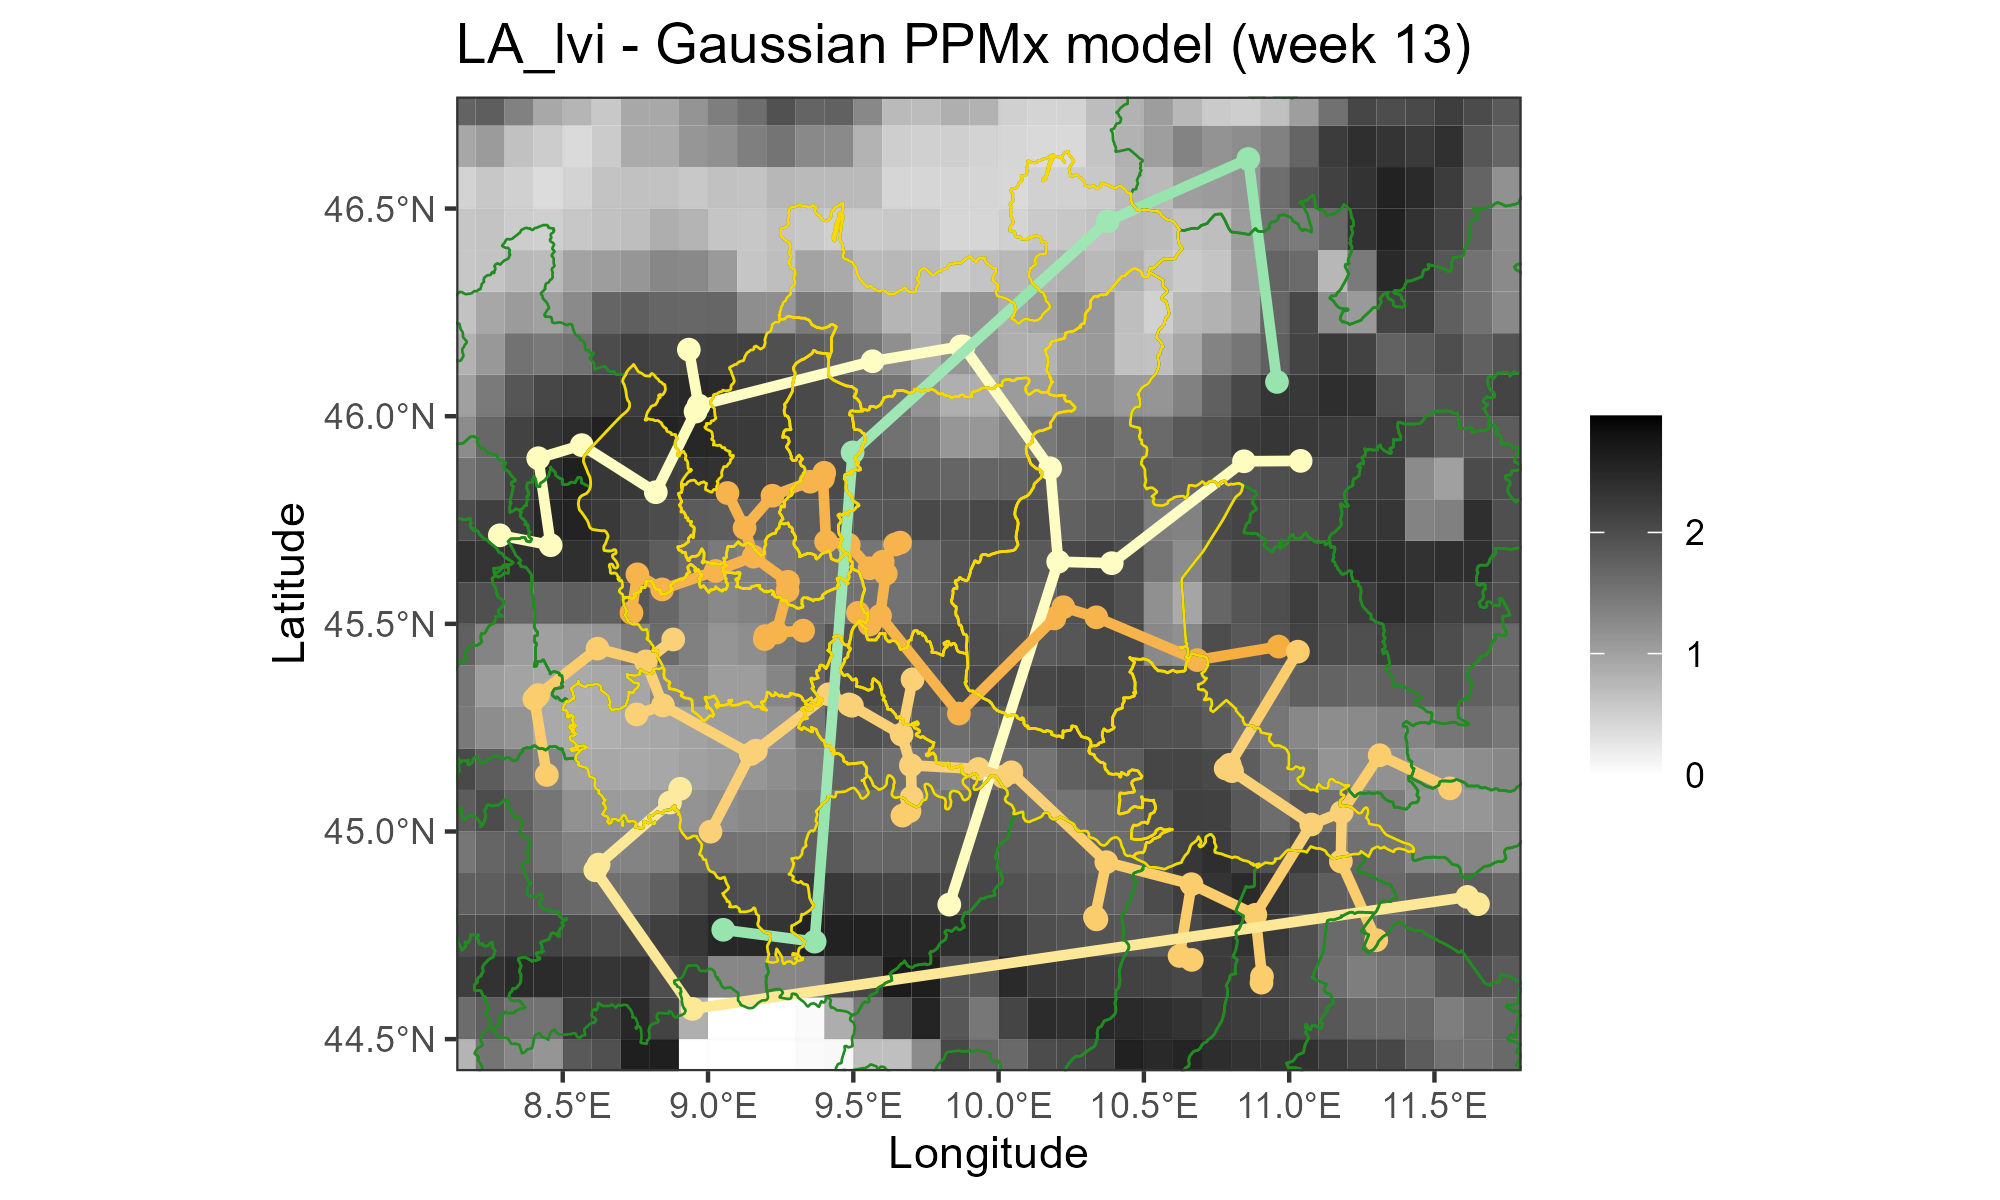 LA_lvi - Gaussian PPMx model (week 13)
46.5°N
46.0°N
45.5°N
45.0°N
44.5°N
Latitude
8.5°E 9.0°E 9.5°E 10.0°E 10.5°E 11.0°E 11.5°E
Longitude
2
1
0